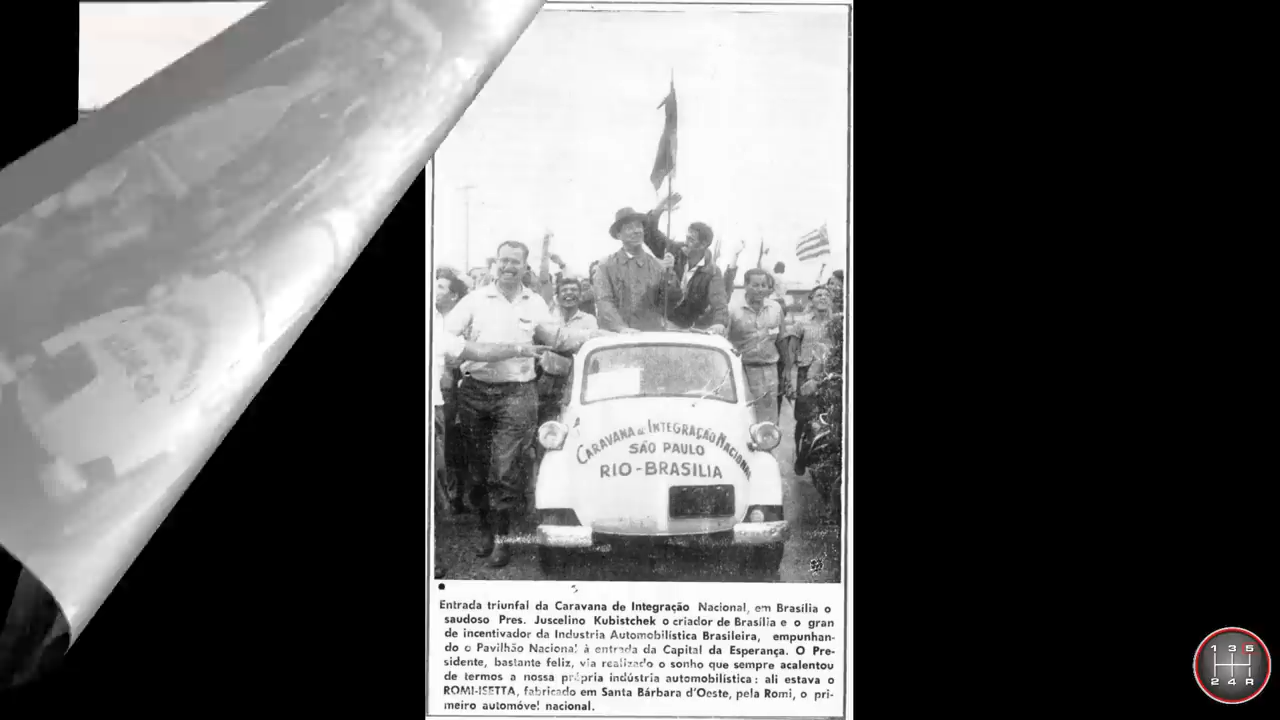 CARAVANA de INTEGRAÇÃO NACIONAL
SÃO PAULO
RIO-BRASILIA
Entrada triunfal da Caravana de Integração Nacional, em Brasília o
saudoso Pres. Juscelino Kubistchek o criador de Brasília e o gran
de incentivador da Industria Automobilística Brasileira, empunhan-
do o Pavilhão Nacional à entrada da Capital da Esperança. O Pre-
sidente, bastante feliz, via realizado o sonho que sempre acalentou
de termos a nossa própria indústria automobilística: ali estava o
ROMI-ISETTA, fabricado em Santa Bárbara d'Oeste, pela Romi, o pri-
meiro automóvel nacional.
1 3 5
2 4 R